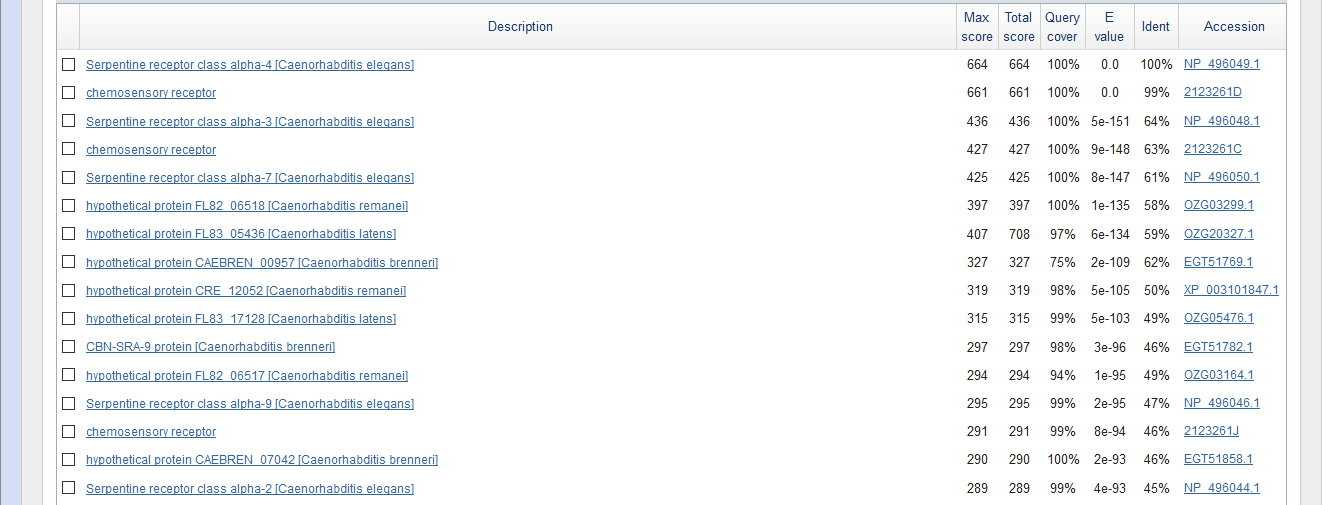 Description Max score Total score Query cover E value Ident Accession
Serpentine receptor class alpha-4 [Caenorhabditis elegans] 664 664 100% 0.0 100% NP_496049.1
chemosensory receptor 661 661 100% 0.0 99% 2123261D
Serpentine receptor class alpha-3 [Caenorhabditis elegans] 436 436 100% 5e-151 64% NP_496048.1
chemosensory receptor 427 427 100% 9e-148 63% 2123261C
Serpentine receptor class alpha-7 [Caenorhabditis elegans] 425 425 100% 8e-147 61% NP_496050.1
hypothetical protein FL82_06518 [Caenorhabditis remanei] 397 397 100% 1e-135 58% OZG03299.1
hypothetical protein FL83_05436 [Caenorhabditis latens] 407 708 97% 6e-134 59% OZG20327.1
hypothetical protein CAEBREN_00957 [Caenorhabditis brenneri] 327 327 75% 2e-109 62% EGT51769.1
hypothetical protein CRE_12052 [Caenorhabditis remanei] 319 319 98% 5e-105 50% XP_003101847.1
hypothetical protein FL83_17128 [Caenorhabditis latens] 315 315 99% 5e-103 49% OZG05476.1
CBN-SRA-9 protein [Caenorhabditis brenneri] 297 297 98% 3e-96 46% EGT51782.1
hypothetical protein FL82_06517 [Caenorhabditis remanei] 294 294 94% 1e-95 49% OZG03164.1
Serpentine receptor class alpha-9 [Caenorhabditis elegans] 295 295 99% 2e-95 47% NP_496046.1
chemosensory receptor 291 291 99% 8e-94 46% 2123261J
hypothetical protein CAEBREN_07042 [Caenorhabditis brenneri] 290 290 100% 2e-93 46% EGT51858.1
Serpentine receptor class alpha-2 [Caenorhabditis elegans] 289 289 99% 4e-93 45% NP_496044.1